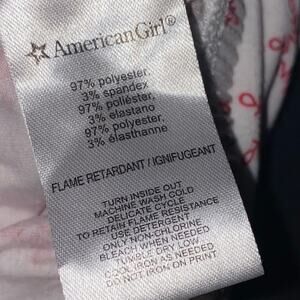 AmericanGirl®
97% polyester,
3% spandex
97% poliéster,
3% elastano
97% polyester,
3% élasthanne
FLAME RETARDANT / IGNIFUGEANT
TURN INSIDE OUT
MACHINE WASH COLD
DELICATE CYCLE
TO RETAIN FLAME RESISTANCE
USE DETERGENT
ONLY NON-CHLORINE
BLEACH WHEN NEEDED
TUMBLE DRY LOW
COOL IRON AS NEEDED
DO NOT IRON ON PRINT